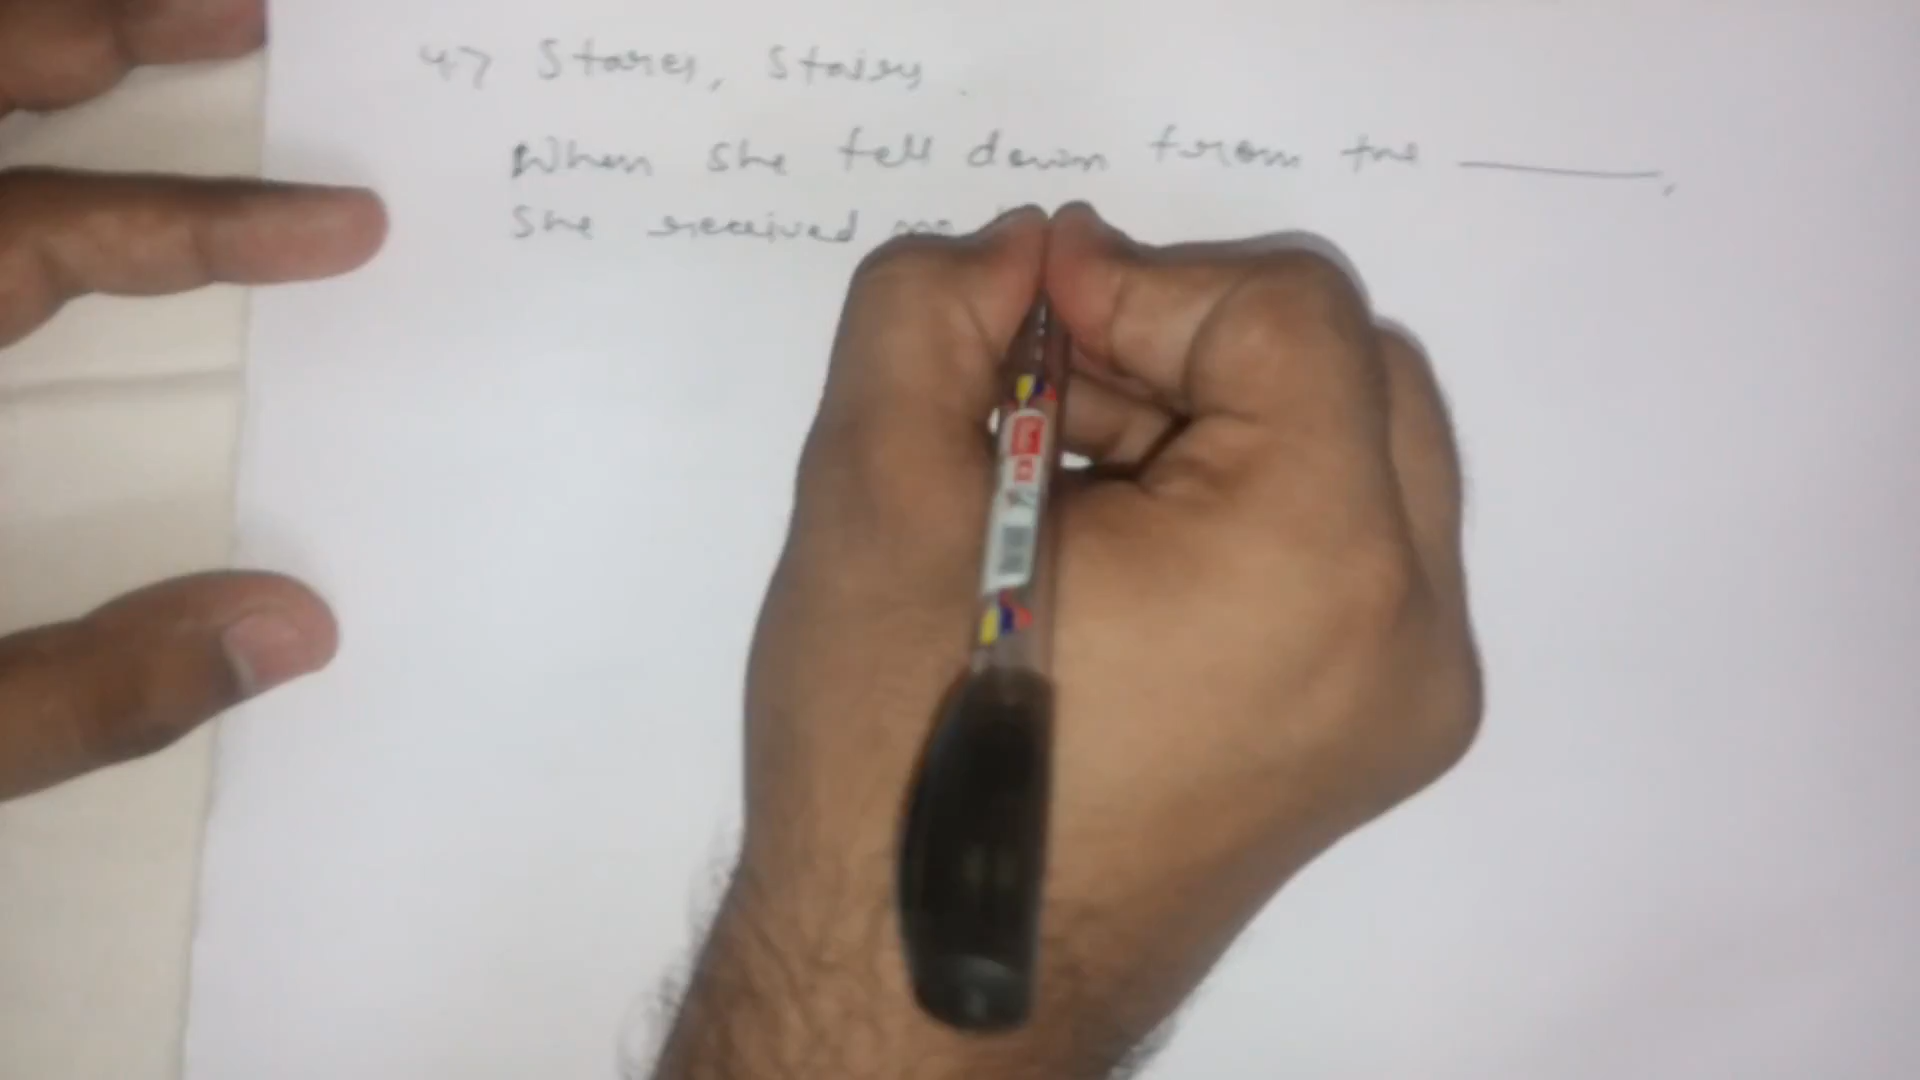 47 Stares, Stairs.
When she fell down from the ______,
She received